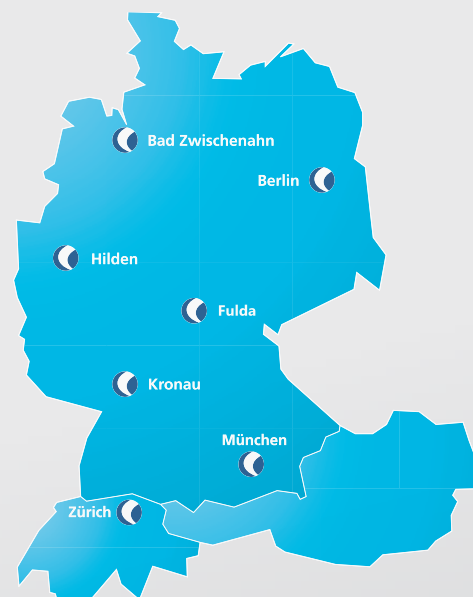 Bad Zwischenahn
Berlin
Hilden
Fulda
Kronau
München
Zürich